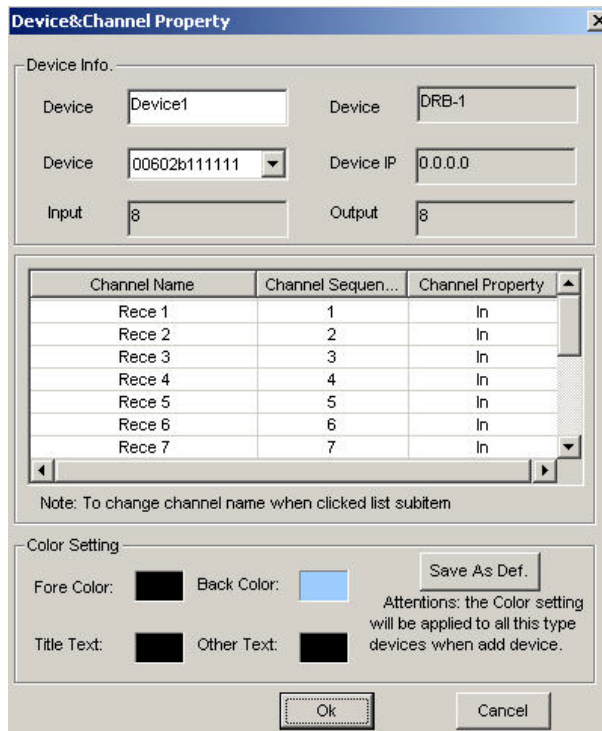 Device&Channel Property
Device Info.
Device Device1 Device DRB-1
Device 00602b111111 Device IP 0.0.0.0
Input 8 Output 8
Channel Name Channel Sequen... Channel Property
Rece 1 1 In
Rece 2 2 In
Rece 3 3 In
Rece 4 4 In
Rece 5 5 In
Rece 6 6 In
Rece 7 7 In
Note: To change channel name when clicked list subitem
Color Setting
Fore Color: Back Color: Save As Def.
Attentions: the Color setting
will be applied to all this type
Title Text: Other Text: devices when add device.
Ok Cancel